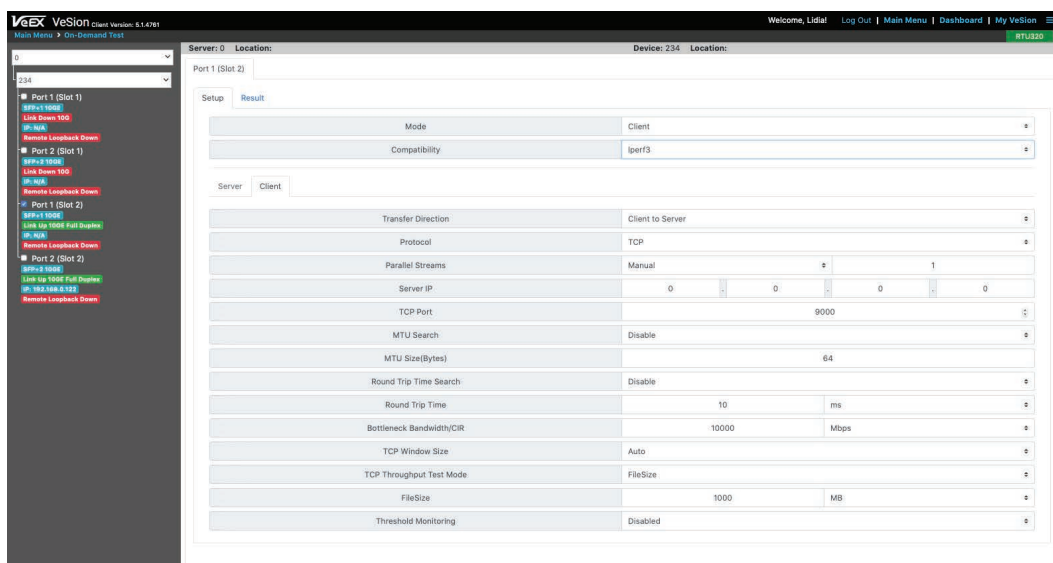 VeEX VeSion Client Version: 5.1.4761
Welcome, Lidia! Log Out | Main Menu | Dashboard | My VeSion
Main Menu > On-Demand Test
RTU320
Server: 0 Location: Device: 234 Location:
0
234
Port 1 (Slot 1)
SFP+1 10GE
Link Down 10G
IP: N/A
Remote Loopback Down
Port 2 (Slot 1)
SFP+2 10GE
Link Down 10G
IP: N/A
Remote Loopback Down
Port 1 (Slot 2)
SFP+1 10GE
Link Up 10GE Full Duplex
IP: N/A
Remote Loopback Down
Port 2 (Slot 2)
SFP+2 10GE
Link Up 10GE Full Duplex
IP: 192.168.0.122
Remote Loopback Down
Port 1 (Slot 2)
Setup Result
Mode Client
Compatibility Iperf3
Server Client
Transfer Direction Client to Server
Protocol TCP
Parallel Streams Manual 1
Server IP 0 . 0 . 0 . 0
TCP Port 9000
MTU Search Disable
MTU Size(Bytes) 64
Round Trip Time Search Disable
Round Trip Time 10 ms
Bottleneck Bandwidth/CIR 10000 Mbps
TCP Window Size Auto
TCP Throughput Test Mode FileSize
FileSize 1000 MB
Threshold Monitoring Disabled